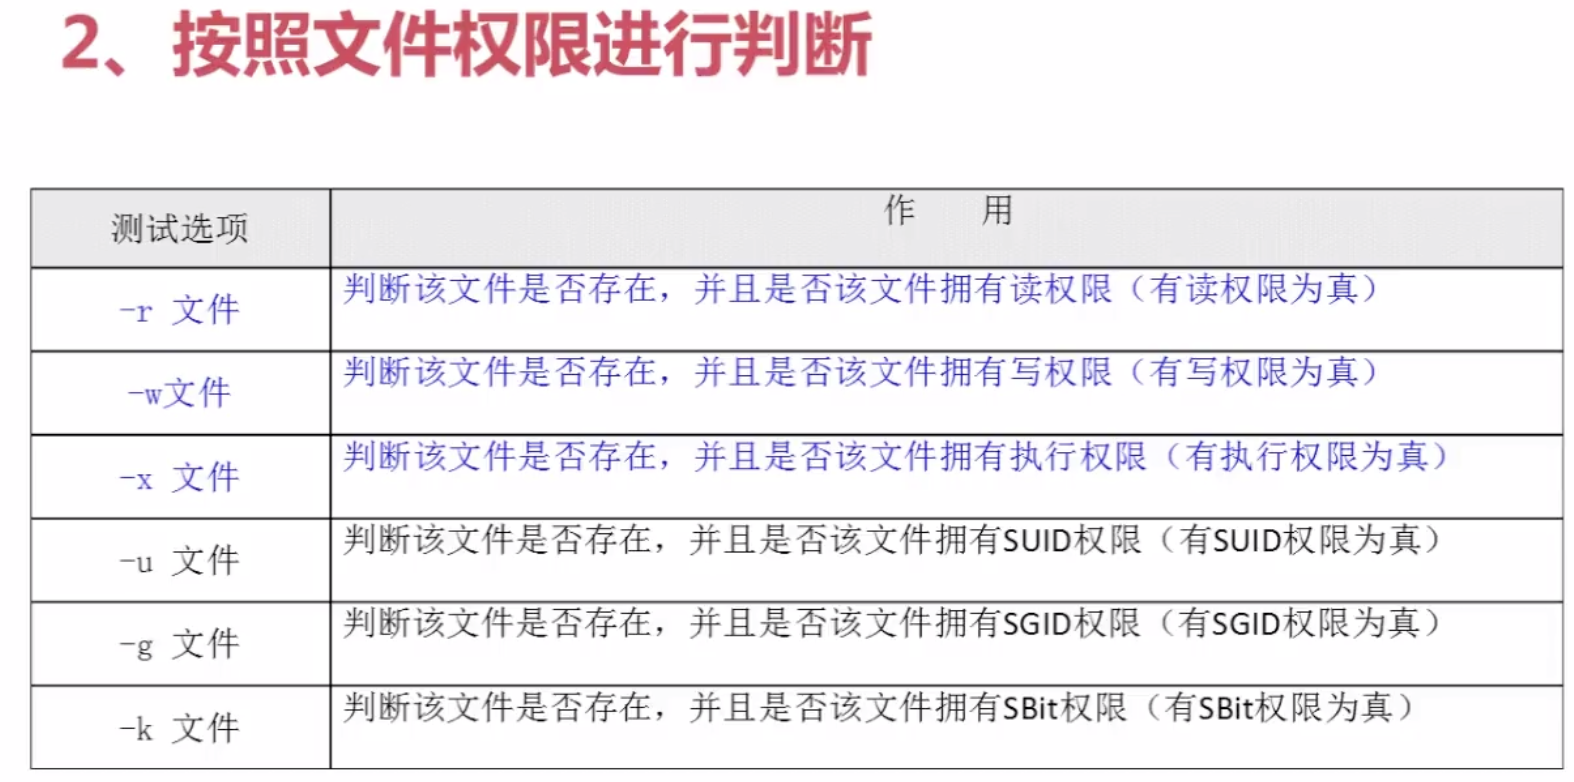 2、按照文件权限进行判断
测试选项 作 用
-r 文件 判断该文件是否存在，并且是否该文件拥有读权限（有读权限为真）
-w文件 判断该文件是否存在，并且是否该文件拥有写权限（有写权限为真）
-x 文件 判断该文件是否存在，并且是否该文件拥有执行权限（有执行权限为真）
-u 文件 判断该文件是否存在，并且是否该文件拥有SUID权限（有SUID权限为真）
-g 文件 判断该文件是否存在，并且是否该文件拥有SGID权限（有SGID权限为真）
-k 文件 判断该文件是否存在，并且是否该文件拥有SBit权限（有SBit权限为真）